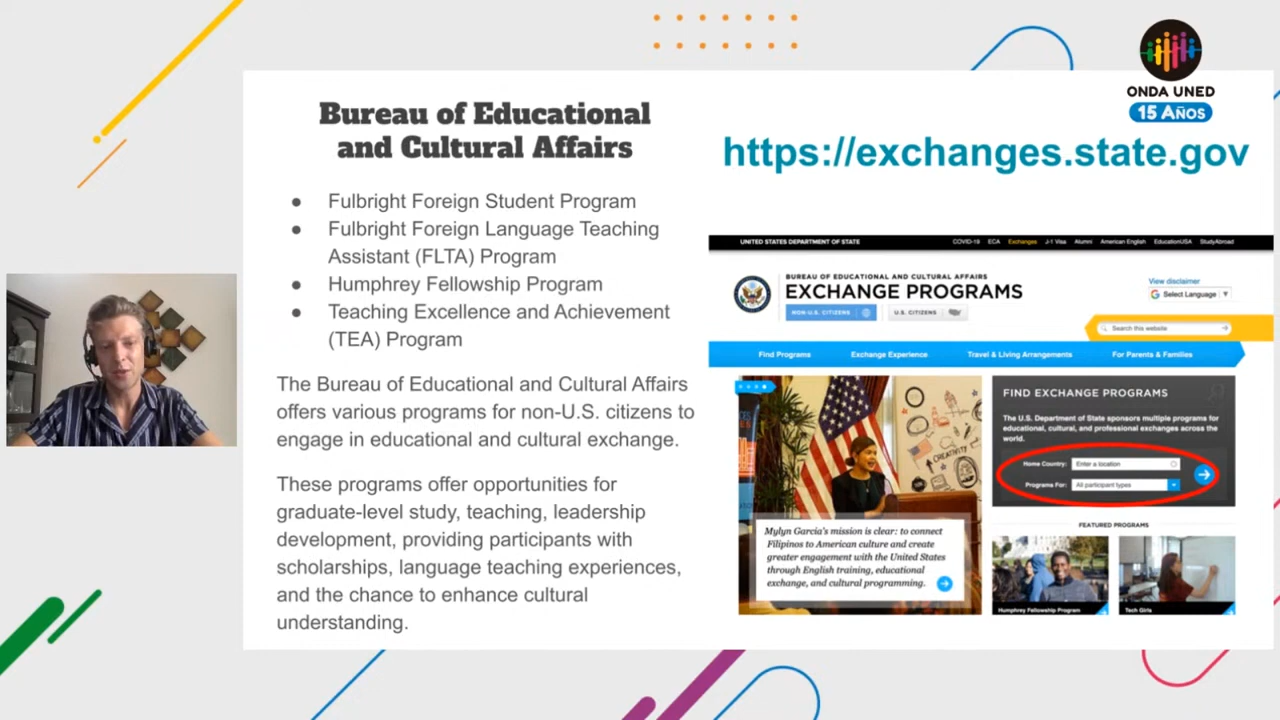 ONDA UNED
15 AÑOS
Bureau of Educational
and Cultural Affairs
● Fulbright Foreign Student Program
● Fulbright Foreign Language Teaching
Assistant (FLTA) Program
● Humphrey Fellowship Program
● Teaching Excellence and Achievement
(TEA) Program
The Bureau of Educational and Cultural Affairs
offers various programs for non-U.S. citizens to
engage in educational and cultural exchange.
These programs offer opportunities for
graduate-level study, teaching, leadership
development, providing participants with
scholarships, language teaching experiences,
and the chance to enhance cultural
understanding.
https://exchanges.state.gov
UNITED STATES DEPARTMENT OF STATE
COVID-19 ECA Exchanges J-1 Visa Alumni American English EducationUSA StudyAbroad
BUREAU OF EDUCATIONAL AND CULTURAL AFFAIRS
EXCHANGE PROGRAMS
NON-U.S. CITIZENS
U.S. CITIZENS
View disclaimer
G Select Language
Search this website
Find Programs Exchange Experience Travel & Living Arrangements For Parents & Families
CREATIVITY
Mylyn Garcia's mission is clear: to connect
Filipinos to American culture and create
greater engagement with the United States
through English training, educational
exchange, and cultural programming.
FIND EXCHANGE PROGRAMS
The U.S. Department of State sponsors multiple programs for
educational, cultural, and professional exchanges across the
world.
Home Country: Enter a location
Programs For: All participant types
FEATURED PROGRAMS
Humphrey Fellowship Program
Tech Girls